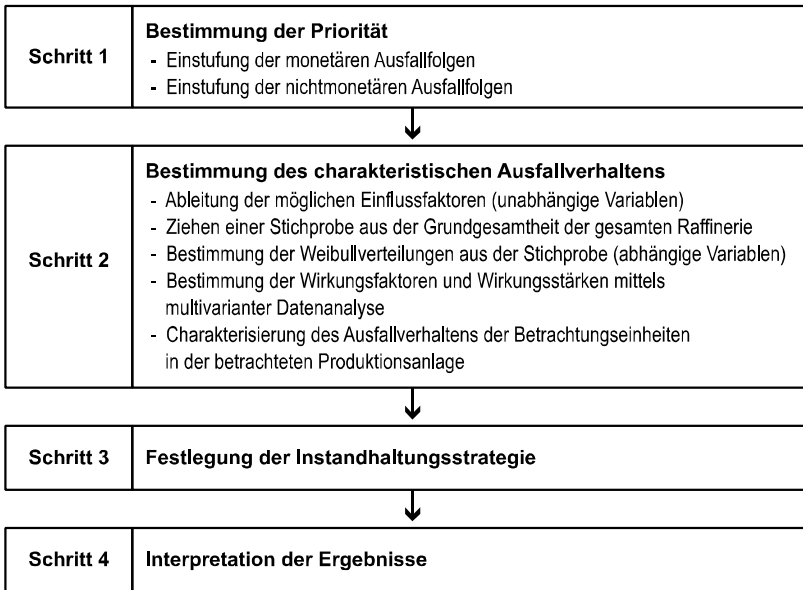 Schritt 1
Bestimmung der Priorität
- Einstufung der monetären Ausfallfolgen
- Einstufung der nichtmonetären Ausfallfolgen
Schritt 2
Bestimmung des charakteristischen Ausfallverhaltens
- Ableitung der möglichen Einflussfaktoren (unabhängige Variablen)
- Ziehen einer Stichprobe aus der Grundgesamtheit der gesamten Raffinerie
- Bestimmung der Weibullverteilungen aus der Stichprobe (abhängige Variablen)
- Bestimmung der Wirkungsfaktoren und Wirkungsstärken mittels
multivarianter Datenanalyse
- Charakterisierung des Ausfallverhaltens der Betrachtungseinheiten
in der betrachteten Produktionsanlage
Schritt 3
Festlegung der Instandhaltungsstrategie
Schritt 4
Interpretation der Ergebnisse